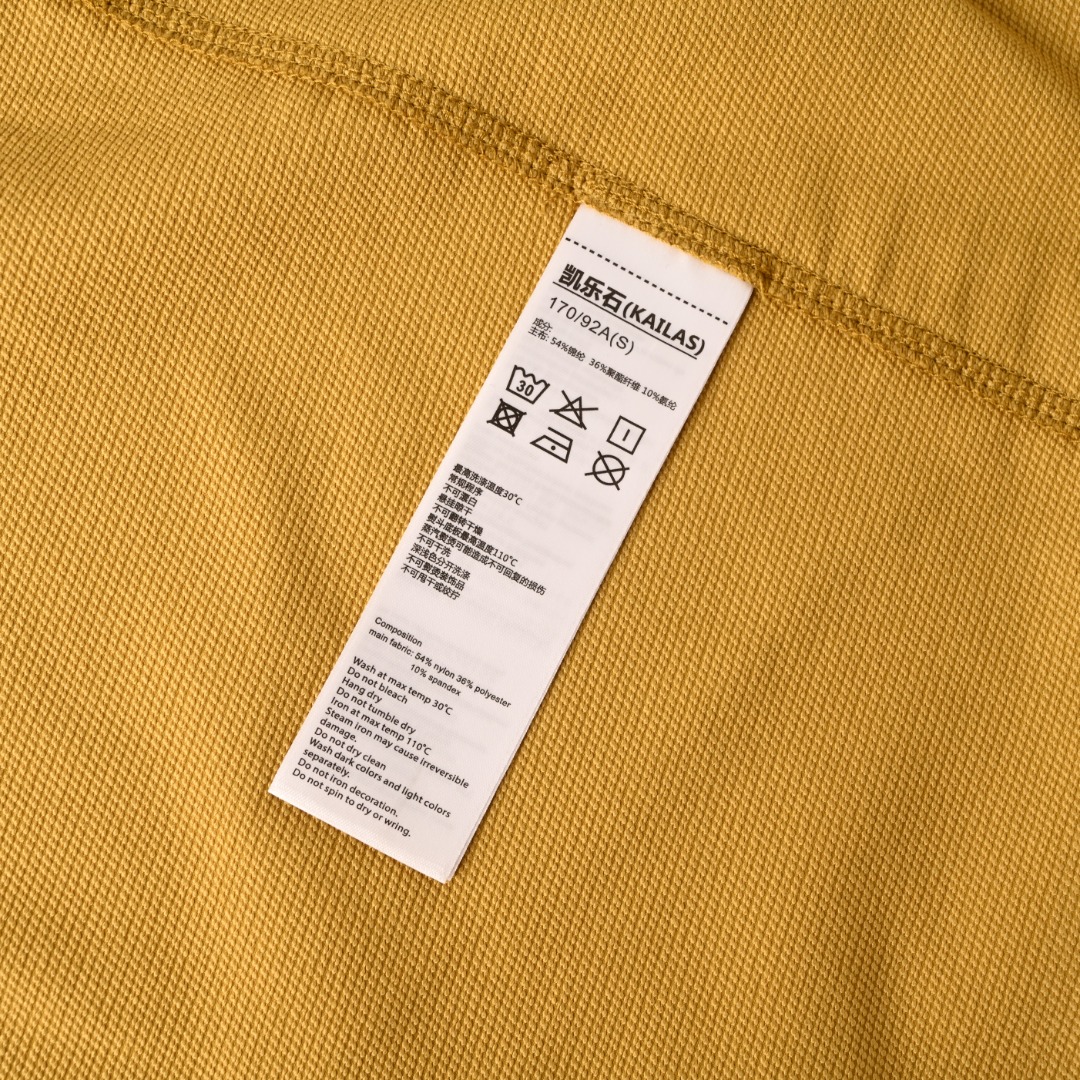 凯乐石(KAILAS)
170/92A(S)
成分:
主布: 54%锦纶 36%聚酯纤维 10%氨纶
30
最高洗涤温度30℃
常规程序
不可漂白
悬挂晾干
不可翻转干燥
熨斗底板最高温度110℃
蒸汽熨烫可能造成不可回复的损伤
不可干洗
深浅色分开洗涤
不可熨烫装饰品
不可甩干或绞拧
Composition
main fabric: 54% nylon 36% polyester
10% spandex
Wash at max temp 30℃
Do not bleach
Hang dry
Do not tumble dry
Iron at max temp 110℃
Steam iron may cause irreversible
damage.
Do not dry clean
Wash dark colors and light colors
separately.
Do not iron decoration.
Do not spin to dry or wring.